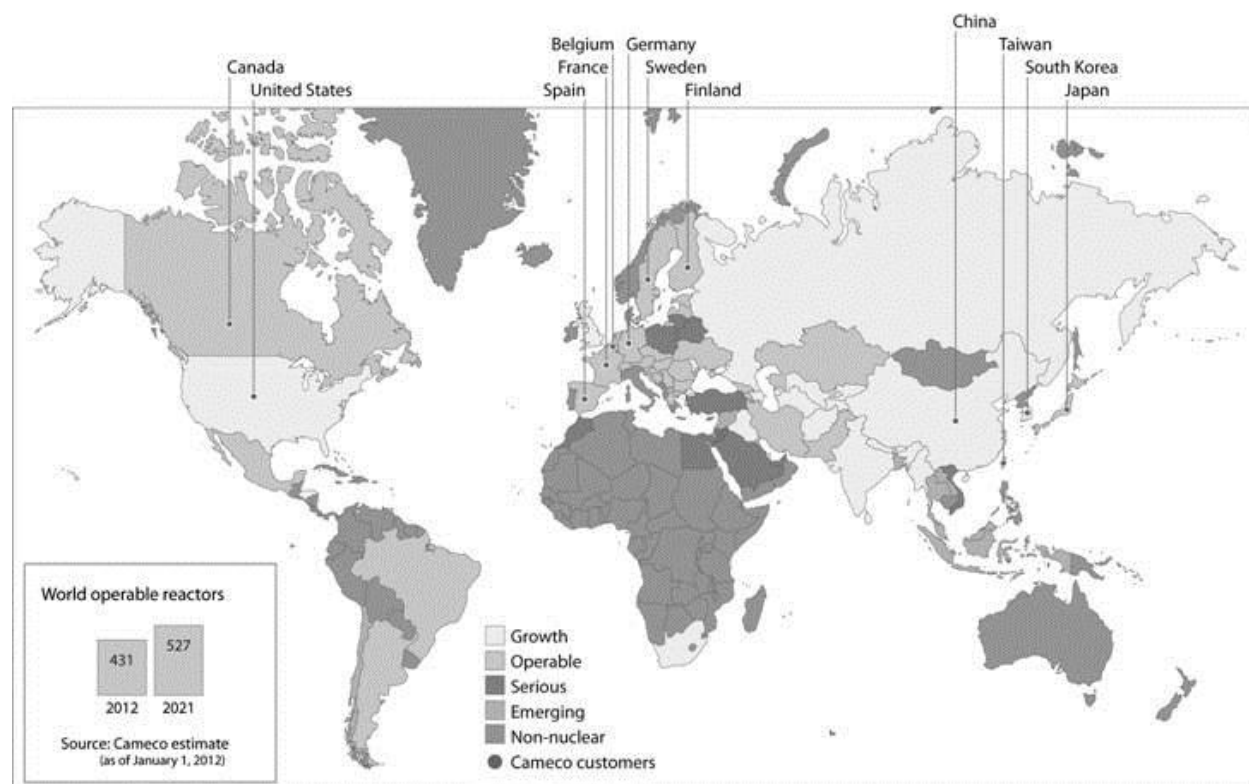 China
Belgium Germany Taiwan
Canada France Sweden South Korea
United States Spain Finland Japan
World operable reactors
431
527
2012 2021
Source: Cameco estimate
(as of January 1, 2012)
Growth
Operable
Serious
Emerging
Non-nuclear
Cameco customers